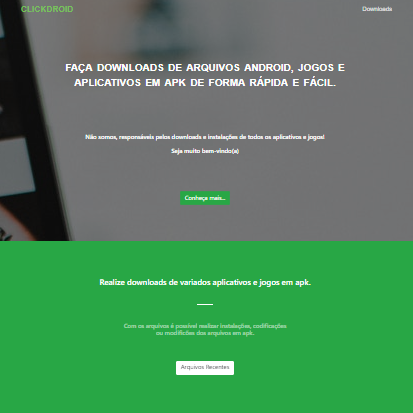 CLICKDROID
Downloads
FAÇA DOWNLOADS DE ARQUIVOS ANDROID, JOGOS E
APLICATIVOS EM APK DE FORMA RÁPIDA E FÁCIL.
Não somos, responsáveis pelos downloads e instalações de todos os aplicativos e jogos!
Seja muito bem-vindo(a)
Conheça mais...
Realize downloads de variados aplicativos e jogos em apk.
Com os arquivos é possível realizar instalações, codificações
ou modificões dos arquivos em apk.
Arquivos Recentes